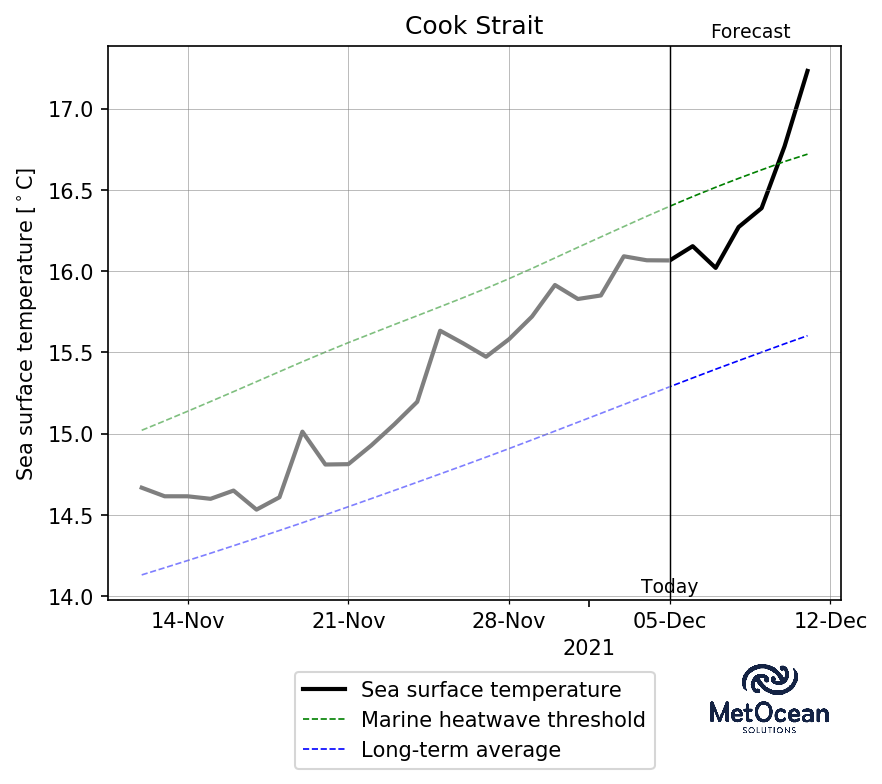 Cook Strait
Forecast
Sea surface temperature [°C]
17.0
16.5
16.0
15.5
15.0
14.5
14.0
Today
14-Nov 21-Nov 28-Nov 05-Dec 12-Dec
2021
Sea surface temperature
Marine heatwave threshold
Long-term average
MetOcean
SOLUTIONS